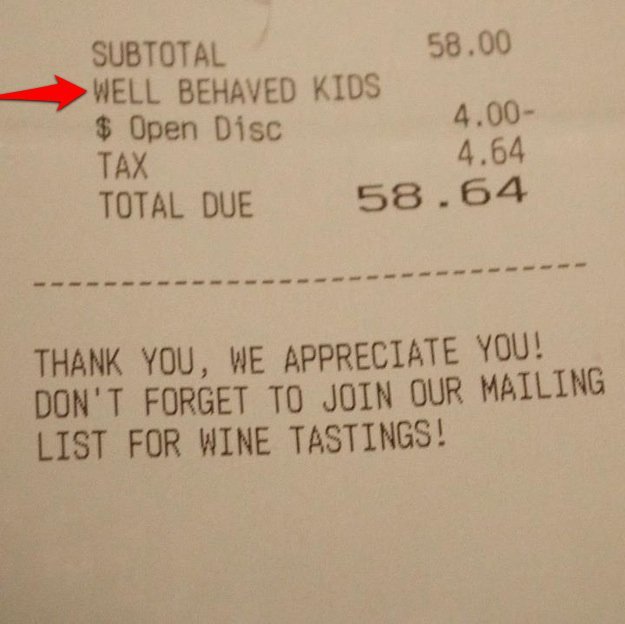 SUBTOTAL 58.00
WELL BEHAVED KIDS
$ Open Disc 4.00-
TAX 4.64
TOTAL DUE 58.64
--------------------------------
THANK YOU, WE APPRECIATE YOU!
DON'T FORGET TO JOIN OUR MAILING
LIST FOR WINE TASTINGS!